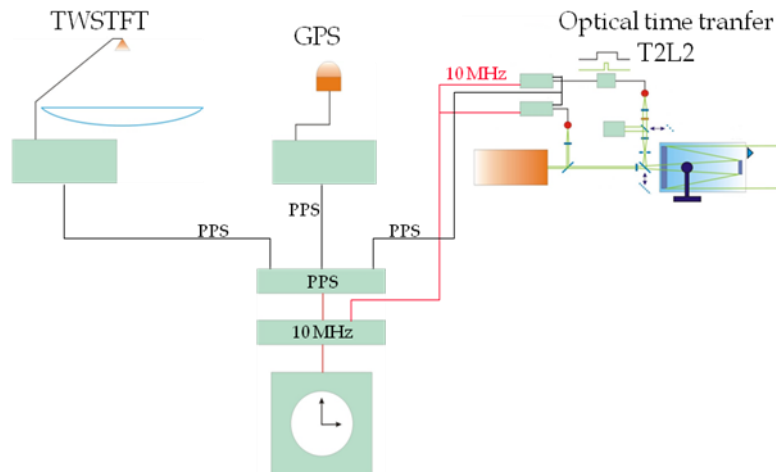 TWSTFT
GPS
Optical time tranfer
T2L2
10 MHz
PPS
PPS
PPS
PPS
10 MHz